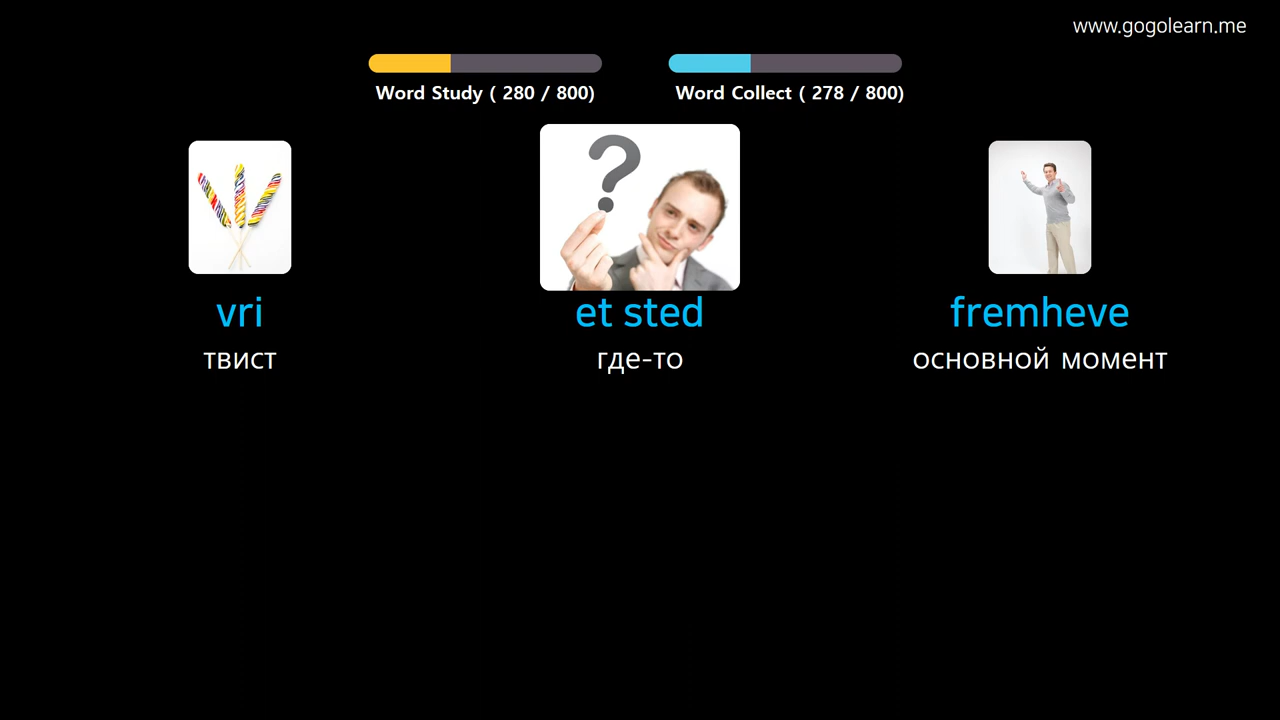 www.gogolearn.me
Word Study ( 280 / 800)
Word Collect ( 278 / 800)
vri
твист
et sted
где-то
fremheve
основной момент